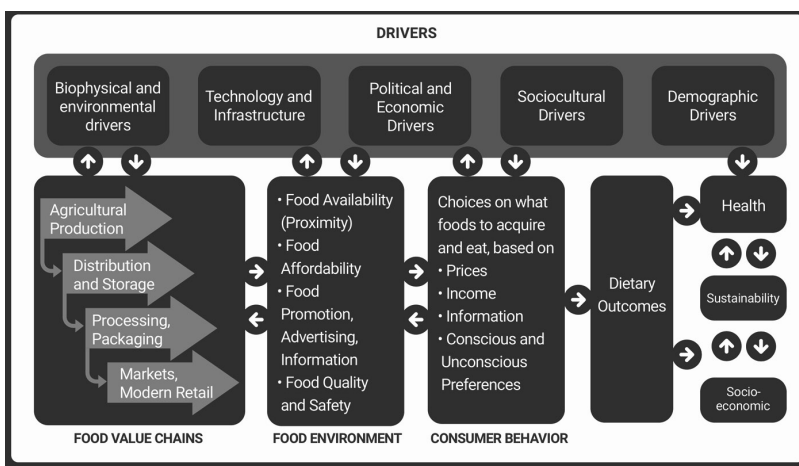 DRIVERS
Biophysical and
environmental
drivers
Technology and
Infrastructure
Political and
Economic
Drivers
Sociocultural
Drivers
Demographic
Drivers
Agricultural
Production
Distribution
and Storage
Processing,
Packaging
Markets,
Modern Retail
FOOD VALUE CHAINS
• Food Availability
(Proximity)
• Food
Affordability
• Food
Promotion,
Advertising,
Information
• Food Quality
and Safety
FOOD ENVIRONMENT
Choices on what
foods to acquire
and eat, based on
• Prices
• Income
• Information
• Conscious and
Unconscious
Preferences
CONSUMER BEHAVIOR
Dietary
Outcomes
Health
Sustainability
Socio-
economic